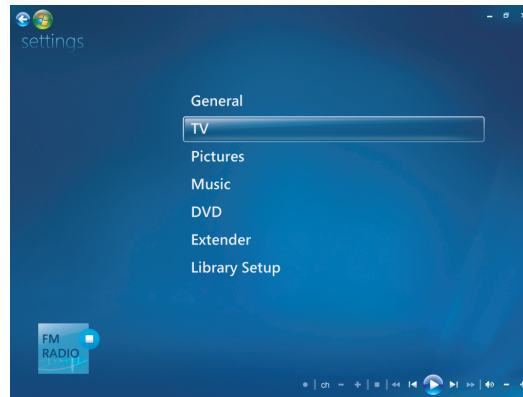 settings
General
TV
Pictures
Music
DVD
Extender
Library Setup
FM
RADIO
ch